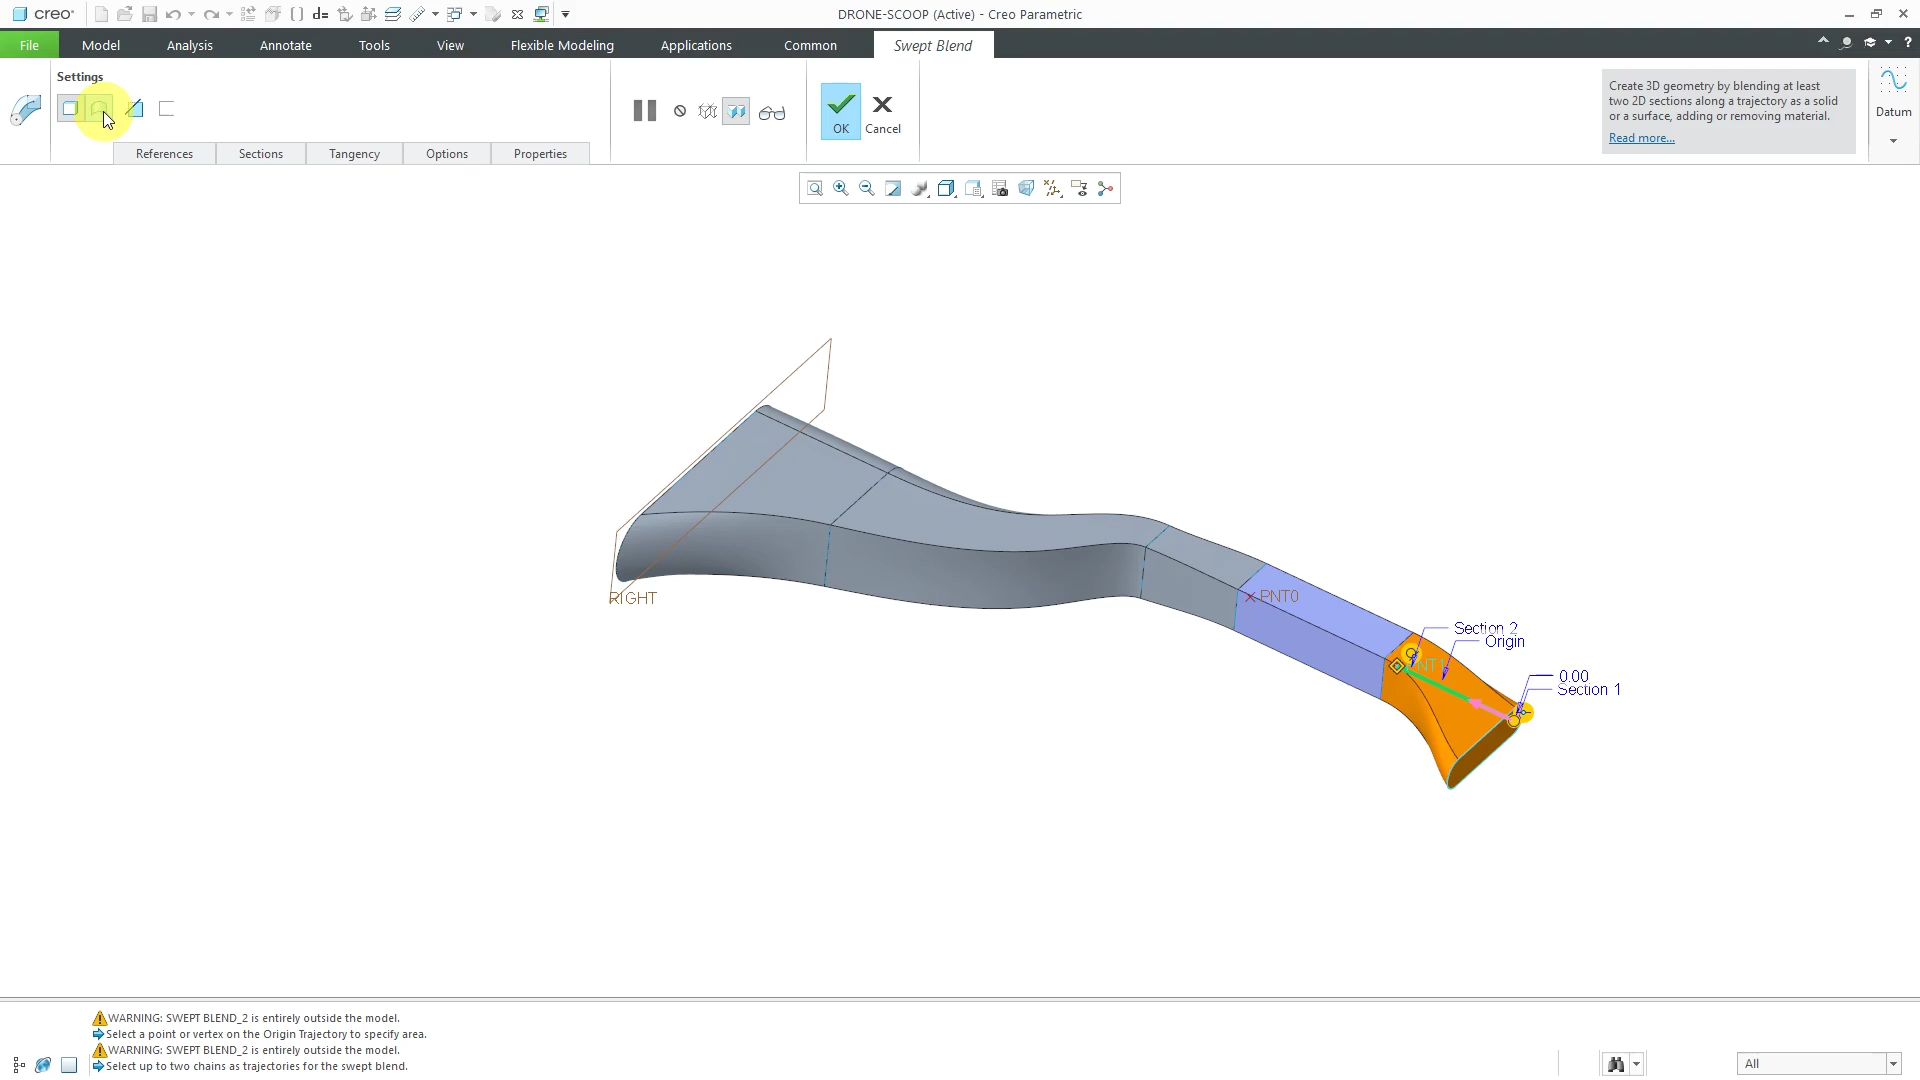 creo
DRONE-SCOOP (Active) - Creo Parametric
File
Model
Analysis
Annotate
Tools
View
Flexible Modeling
Applications
Common
Swept Blend
Settings
OK
Cancel
Create 3D geometry by blending at least
two 2D sections along a trajectory as a solid
or a surface, adding or removing material.
Read more...
Datum
References
Sections
Tangency
Options
Properties
RIGHT
PNT0
Section 2
Origin
0.00
Section 1
WARNING: SWEPT BLEND_2 is entirely outside the model.
Select a point or vertex on the Origin Trajectory to specify area.
WARNING: SWEPT BLEND_2 is entirely outside the model.
Select up to two chains as trajectories for the swept blend.
All